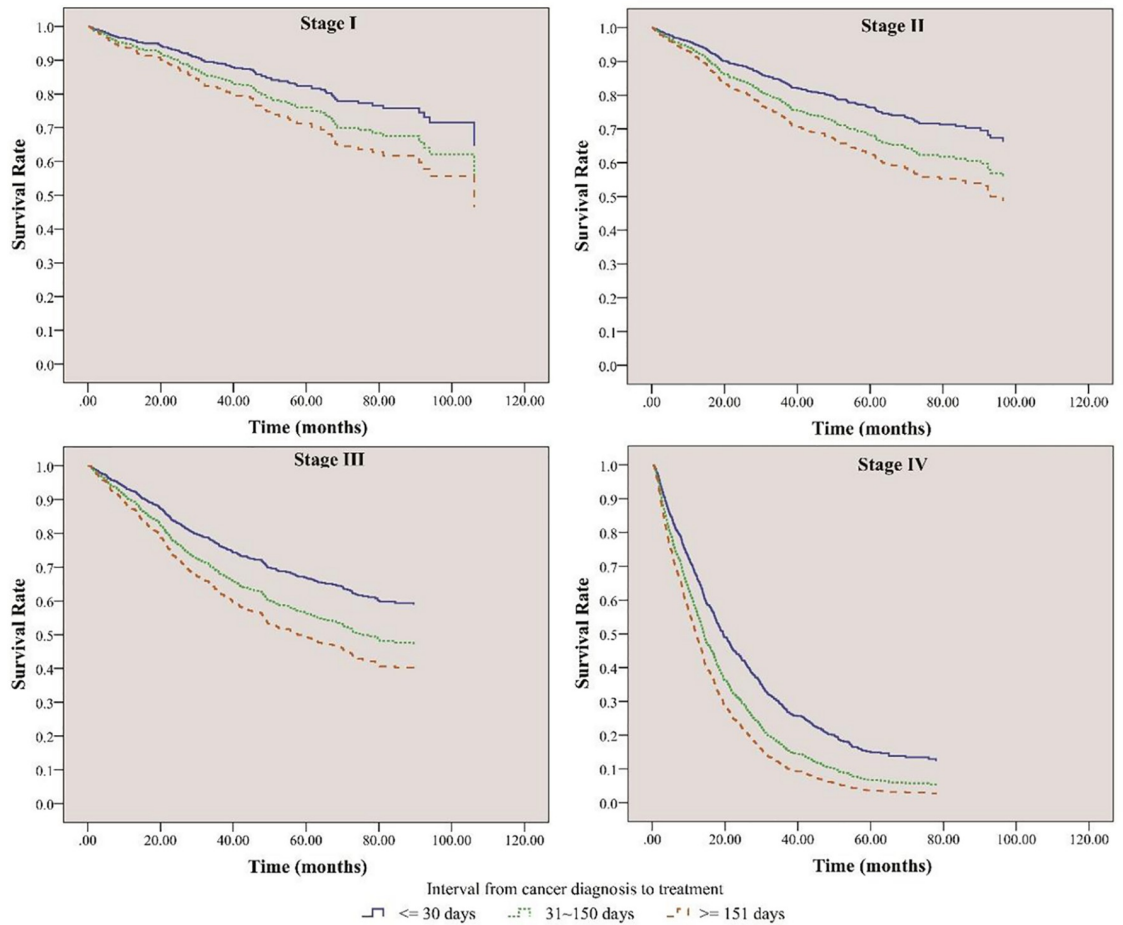 Stage I
Survival Rate
1.0
0.9
0.8
0.7
0.6
0.5
0.4
0.3
0.2
0.1
0.0
.00 20.00 40.00 60.00 80.00 100.00 120.00
Time (months)
Stage II
Survival Rate
1.0
0.9
0.8
0.7
0.6
0.5
0.4
0.3
0.2
0.1
0.0
.00 20.00 40.00 60.00 80.00 100.00 120.00
Time (months)
Stage III
Survival Rate
1.0
0.9
0.8
0.7
0.6
0.5
0.4
0.3
0.2
0.1
0.0
.00 20.00 40.00 60.00 80.00 100.00 120.00
Time (months)
Stage IV
Survival Rate
1.0
0.9
0.8
0.7
0.6
0.5
0.4
0.3
0.2
0.1
0.0
.00 20.00 40.00 60.00 80.00 100.00 120.00
Time (months)
Interval from cancer diagnosis to treatment
<= 30 days 31~150 days >= 151 days